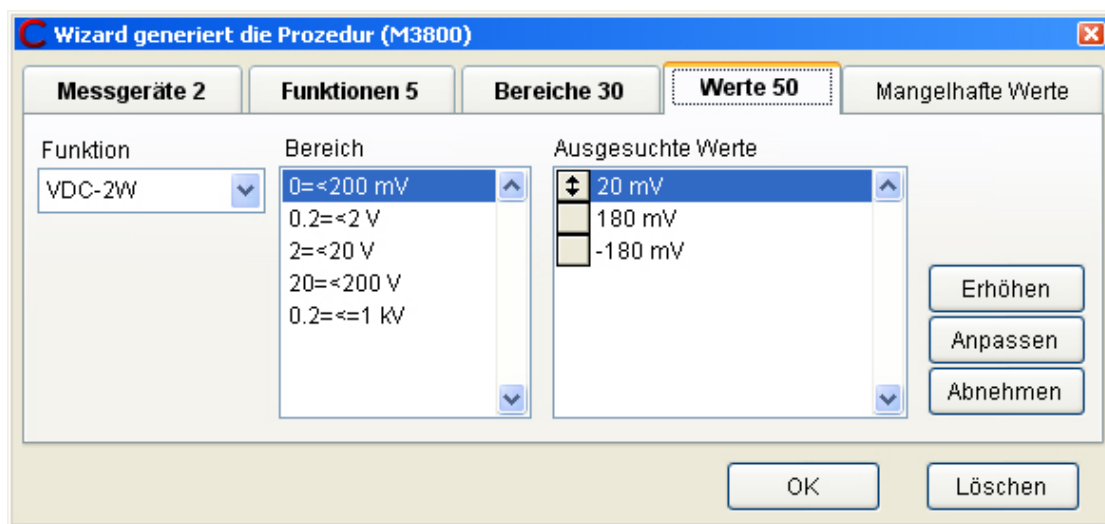 Wizard generiert die Prozedur (M3800)
Messgeräte 2 Funktionen 5 Bereiche 30 Werte 50 Mangelhafte Werte
Funktion Bereich Ausgesuchte Werte
VDC-2W 0=<200 mV 20 mV
0.2=<2 V 180 mV
2=<20 V -180 mV
20=<200 V Erhöhen
0.2=<=1 kV
Anpassen
Abnehmen
OK Löschen